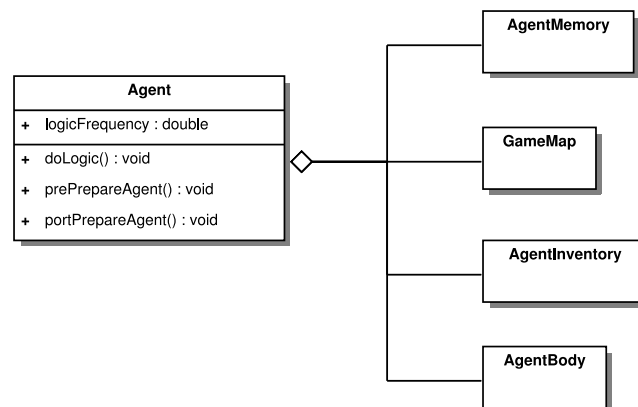 Agent
+ logicFrequency : double
+ doLogic() : void
+ prePrepareAgent() : void
+ portPrepareAgent() : void
AgentMemory
GameMap
AgentInventory
AgentBody